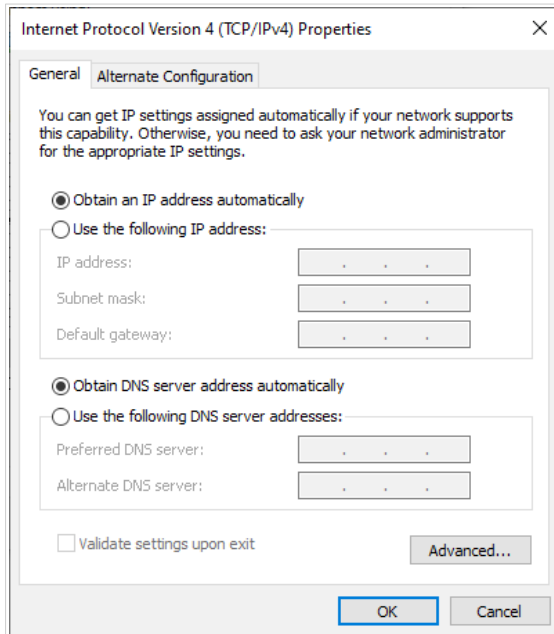 Internet Protocol Version 4 (TCP/IPv4) Properties
General
Alternate Configuration
You can get IP settings assigned automatically if your network supports
this capability. Otherwise, you need to ask your network administrator
for the appropriate IP settings.
Obtain an IP address automatically
Use the following IP address:
IP address:
Subnet mask:
Default gateway:
Obtain DNS server address automatically
Use the following DNS server addresses:
Preferred DNS server:
Alternate DNS server:
Validate settings upon exit
Advanced...
OK
Cancel